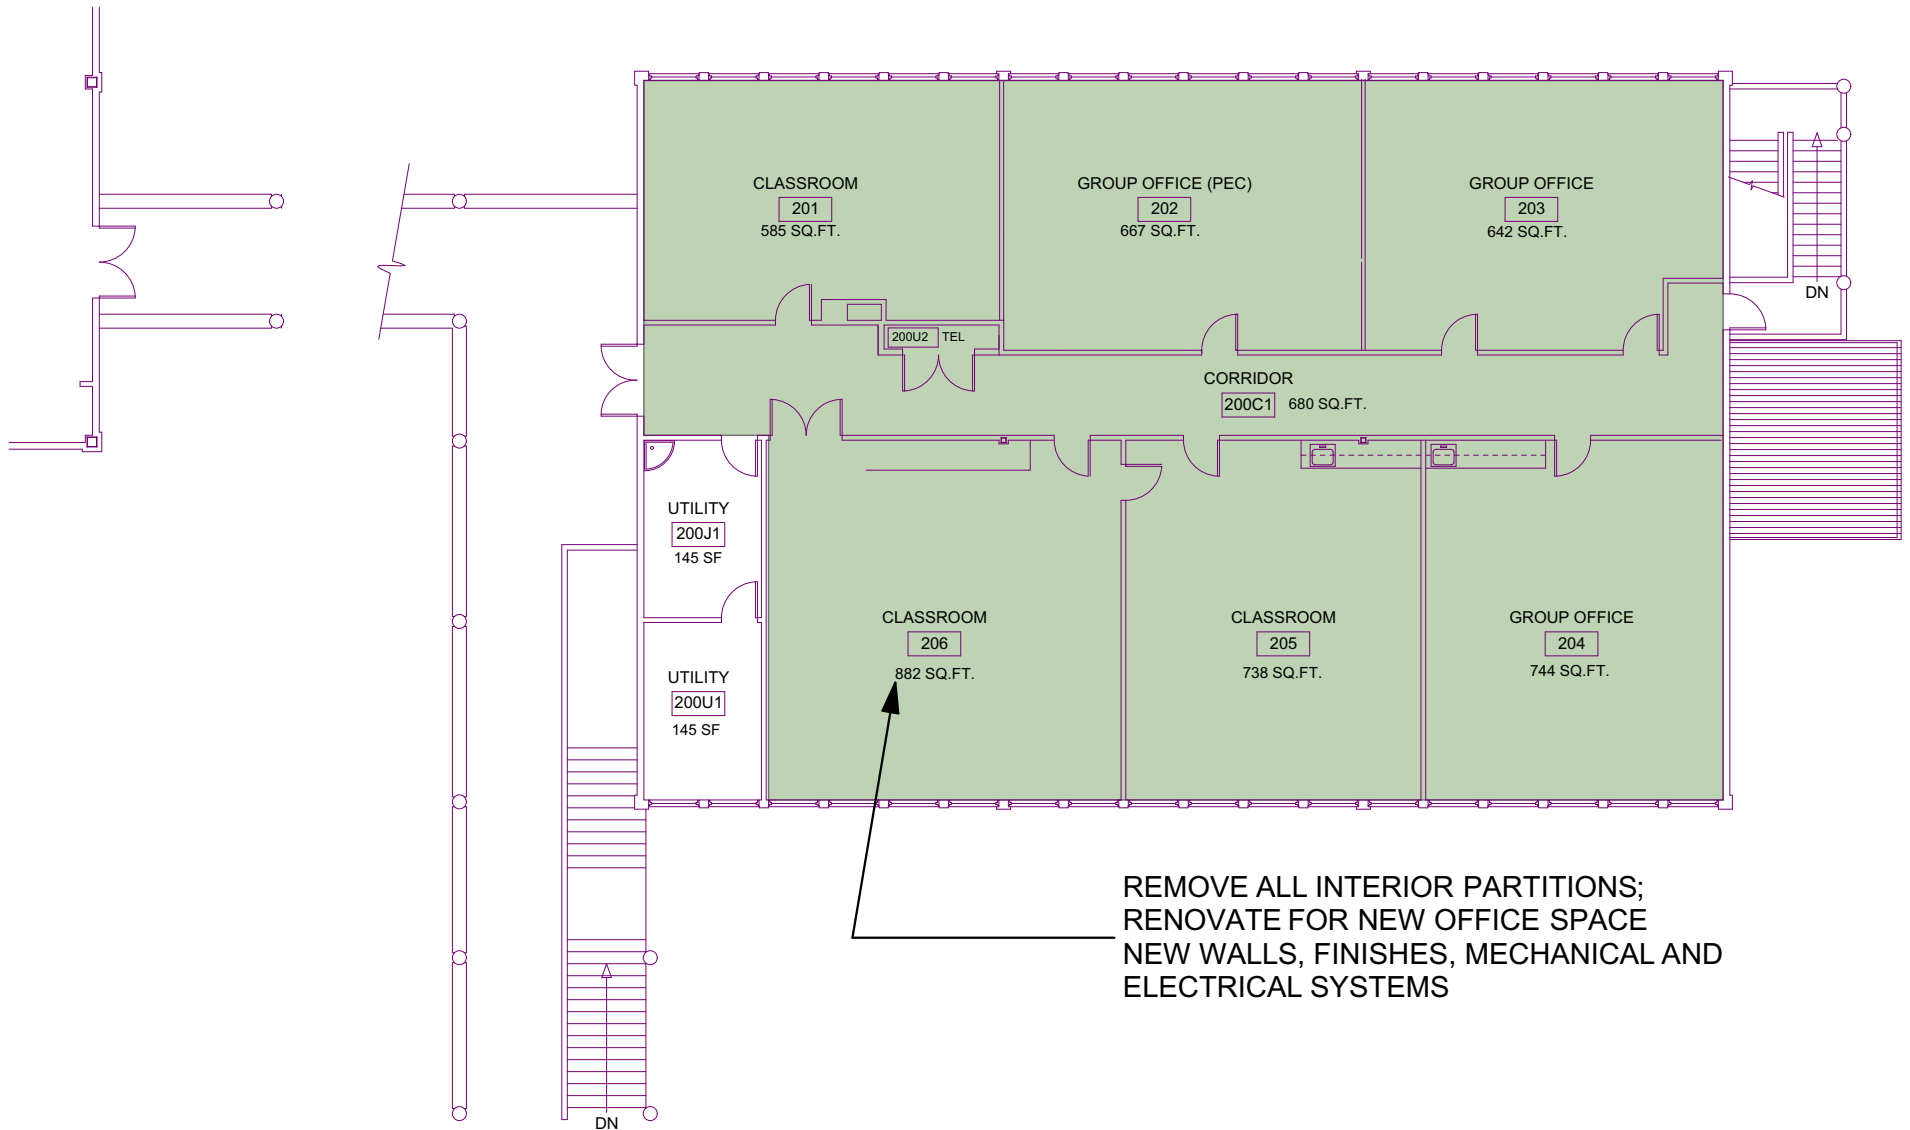 CLASSROOM
201
585 SQ.FT.
GROUP OFFICE (PEC)
202
667 SQ.FT.
GROUP OFFICE
203
642 SQ.FT.
DN
200U2 TEL
CORRIDOR
200C1 680 SQ.FT.
UTILITY
200J1
145 SF
UTILITY
200U1
145 SF
CLASSROOM
206
882 SQ.FT.
CLASSROOM
205
738 SQ.FT.
GROUP OFFICE
204
744 SQ.FT.
REMOVE ALL INTERIOR PARTITIONS;
RENOVATE FOR NEW OFFICE SPACE
NEW WALLS, FINISHES, MECHANICAL AND
ELECTRICAL SYSTEMS
DN